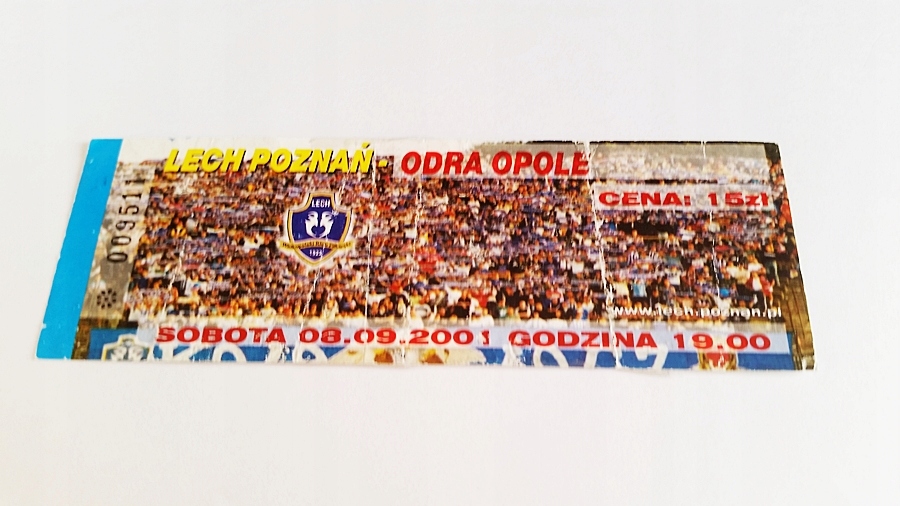 LECH POZNAŃ - ODRA OPOLE
CENA: 15zł
LECH
1922
009511
www.lech.poznan.pl
SOBOTA 08.09.2001 GODZINA 19.00